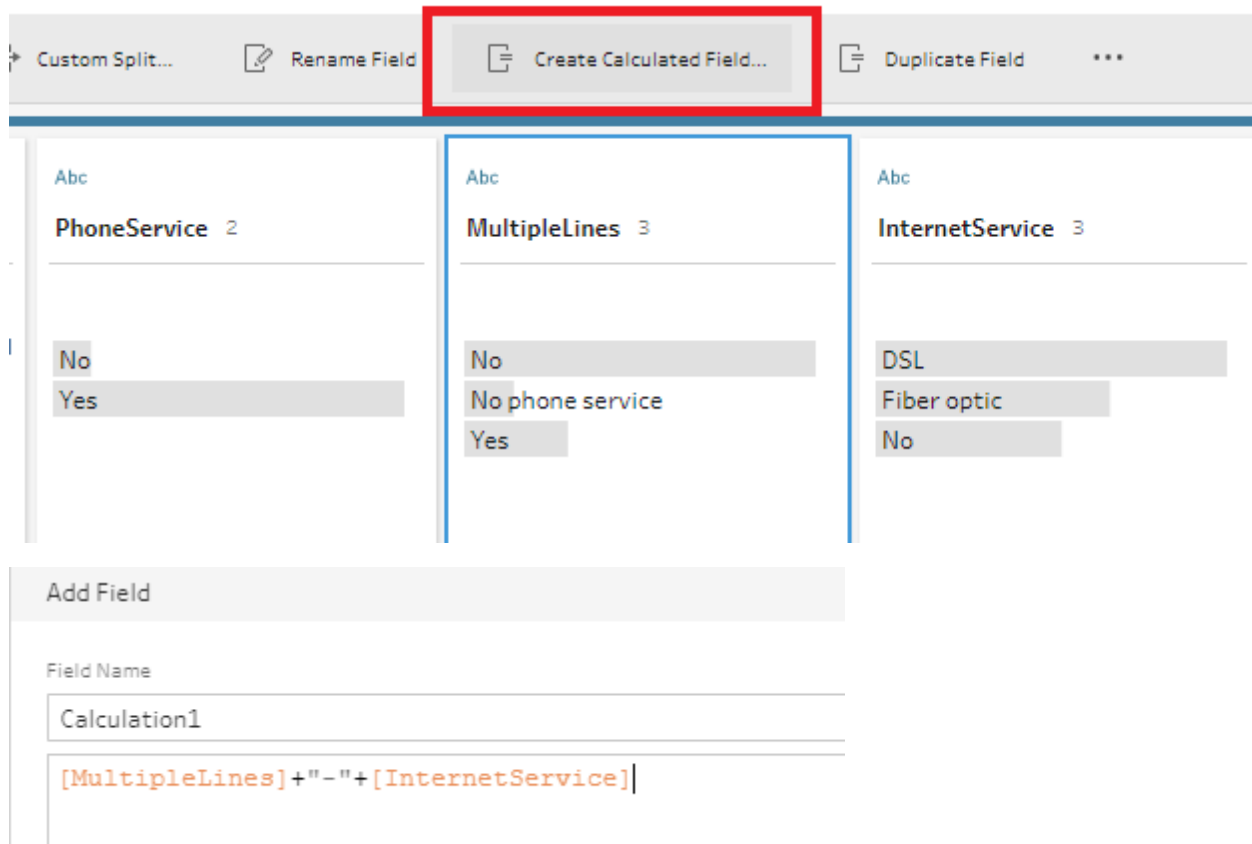 Custom Split... Rename Field Create Calculated Field... Duplicate Field ...
Abc Abc Abc
PhoneService 2 MultipleLines 3 InternetService 3
No No DSL
Yes No phone service Fiber optic
Yes No
Add Field
Field Name
Calculation1
[MultipleLines]+"-"+[InternetService]